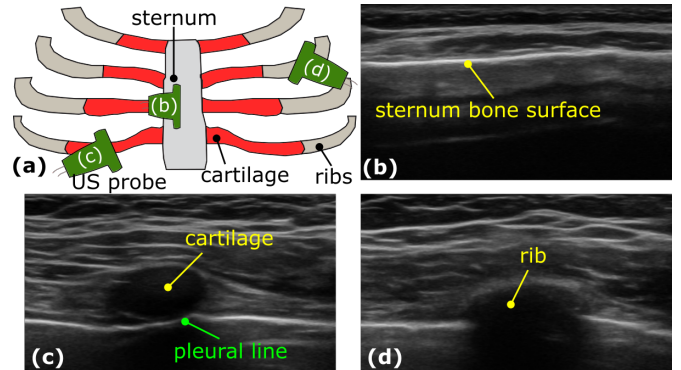 sternum
(d)
(b)
(c)
(a)
US probe
cartilage
ribs
sternum bone surface
(b)
cartilage
pleural line
(c)
rib
(d)